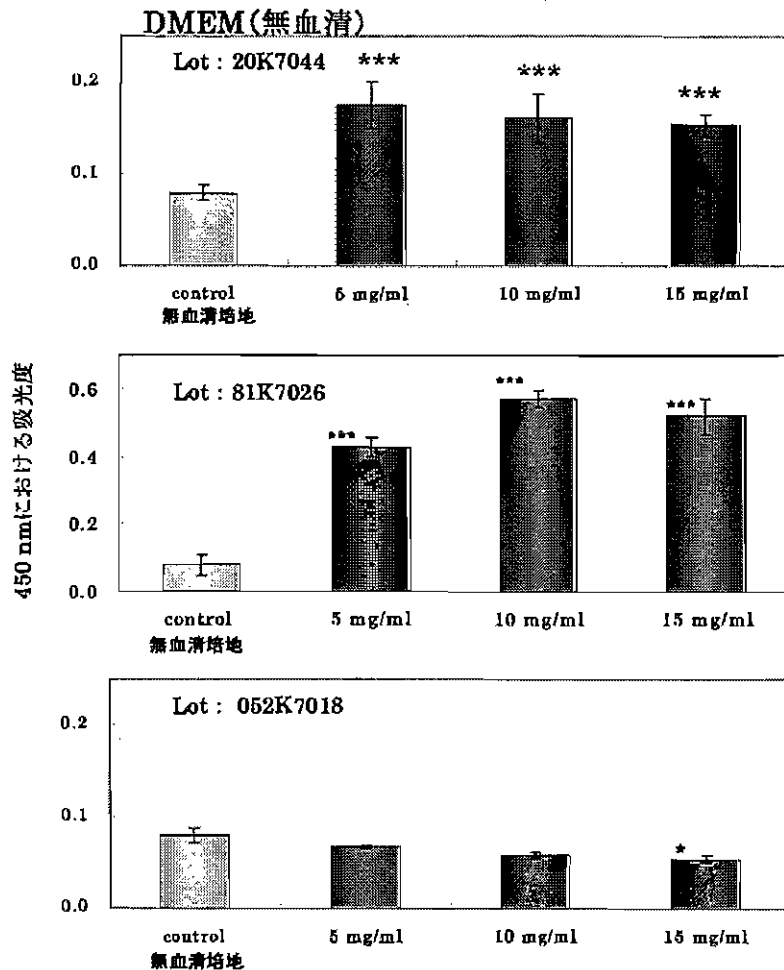 DMEM(無血清)
Lot : 20K7044
0.2
0.1
0.0
***
***
***
control
無血清培地
5 mg/ml
10 mg/ml
15 mg/ml
450 nmにおける吸光度
Lot : 81K7026
0.6
0.4
0.2
0.0
***
***
***
control
無血清培地
5 mg/ml
10 mg/ml
15 mg/ml
Lot : 052K7018
0.2
0.1
0.0
*
control
無血清培地
5 mg/ml
10 mg/ml
15 mg/ml